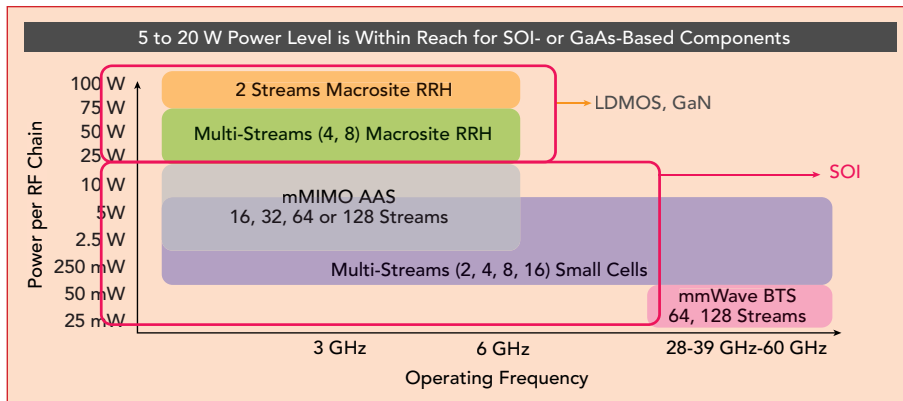 5 to 20 W Power Level is Within Reach for SOI- or GaAs-Based Components
Power per RF Chain
100 W
75 W
50 W
25 W
10 W
5W
2.5 W
250 mW
50 mW
25 mW
2 Streams Macrosite RRH
LDMOS, GaN
Multi-Streams (4, 8) Macrosite RRH
SOI
mMIMO AAS
16, 32, 64 or 128 Streams
Multi-Streams (2, 4, 8, 16) Small Cells
mmWave BTS
64, 128 Streams
3 GHz
6 GHz
28-39 GHz-60 GHz
Operating Frequency